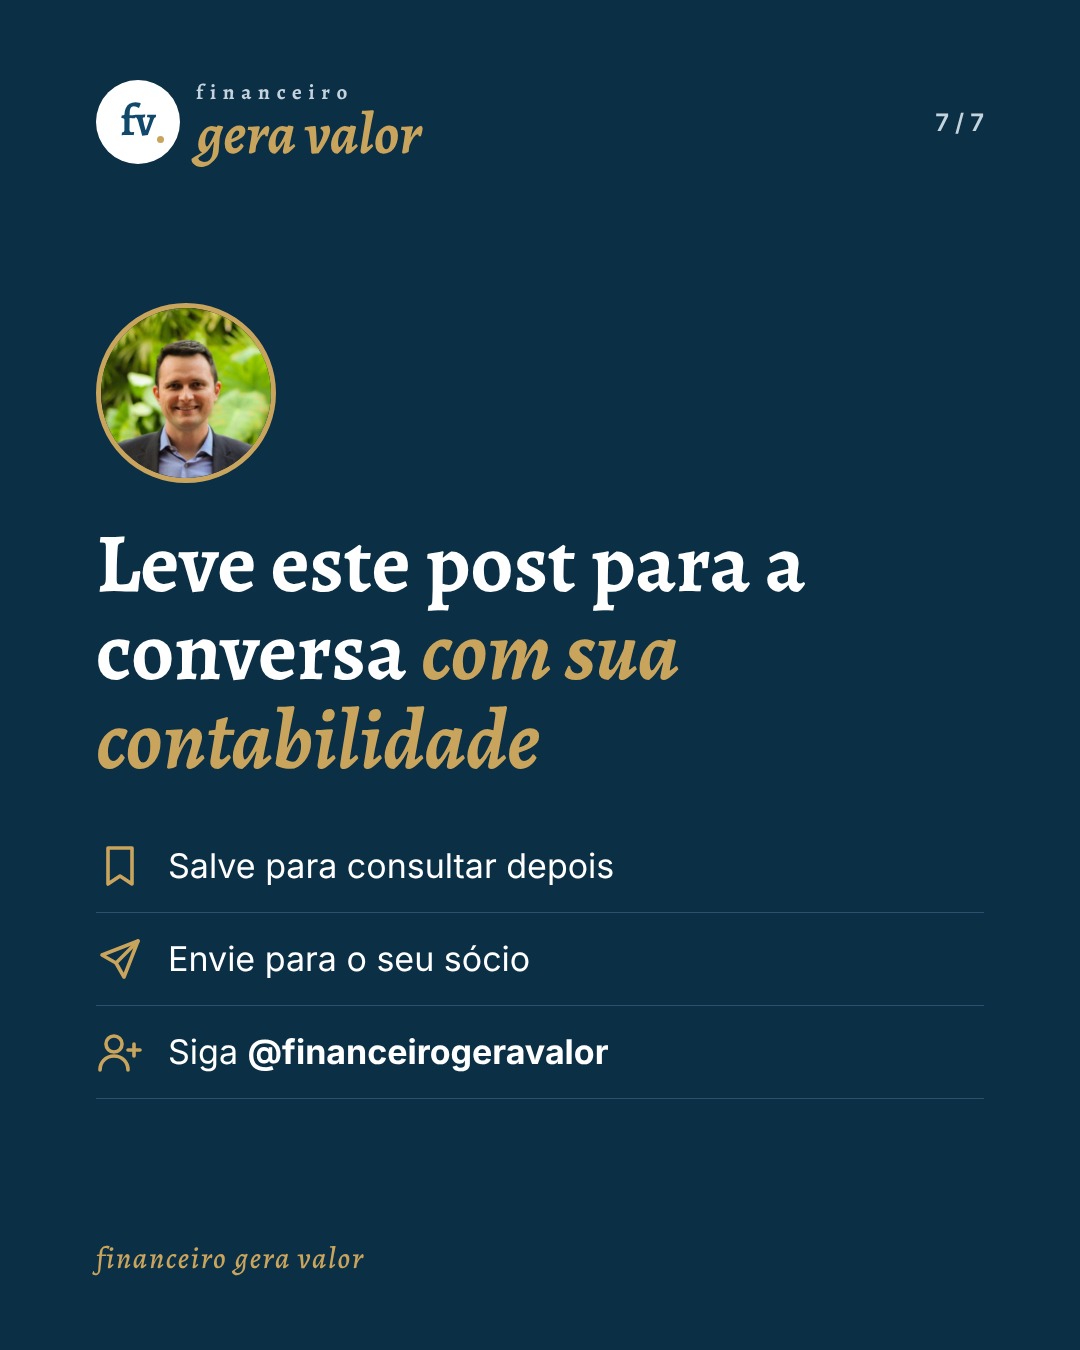 fv.
financeiro
gera valor
7 / 7
Leve este post para a
conversa com sua
contabilidade
Salve para consultar depois
Envie para o seu sócio
Siga @financeirogeravalor
financeiro gera valor